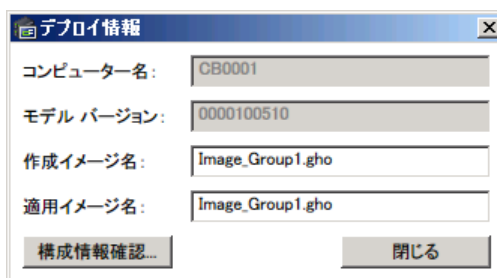 デプロイ情報
コンピューター名: CB0001
モデル バージョン: 0000100510
作成イメージ名: Image_Group1.gho
適用イメージ名: Image_Group1.gho
構成情報確認... 閉じる